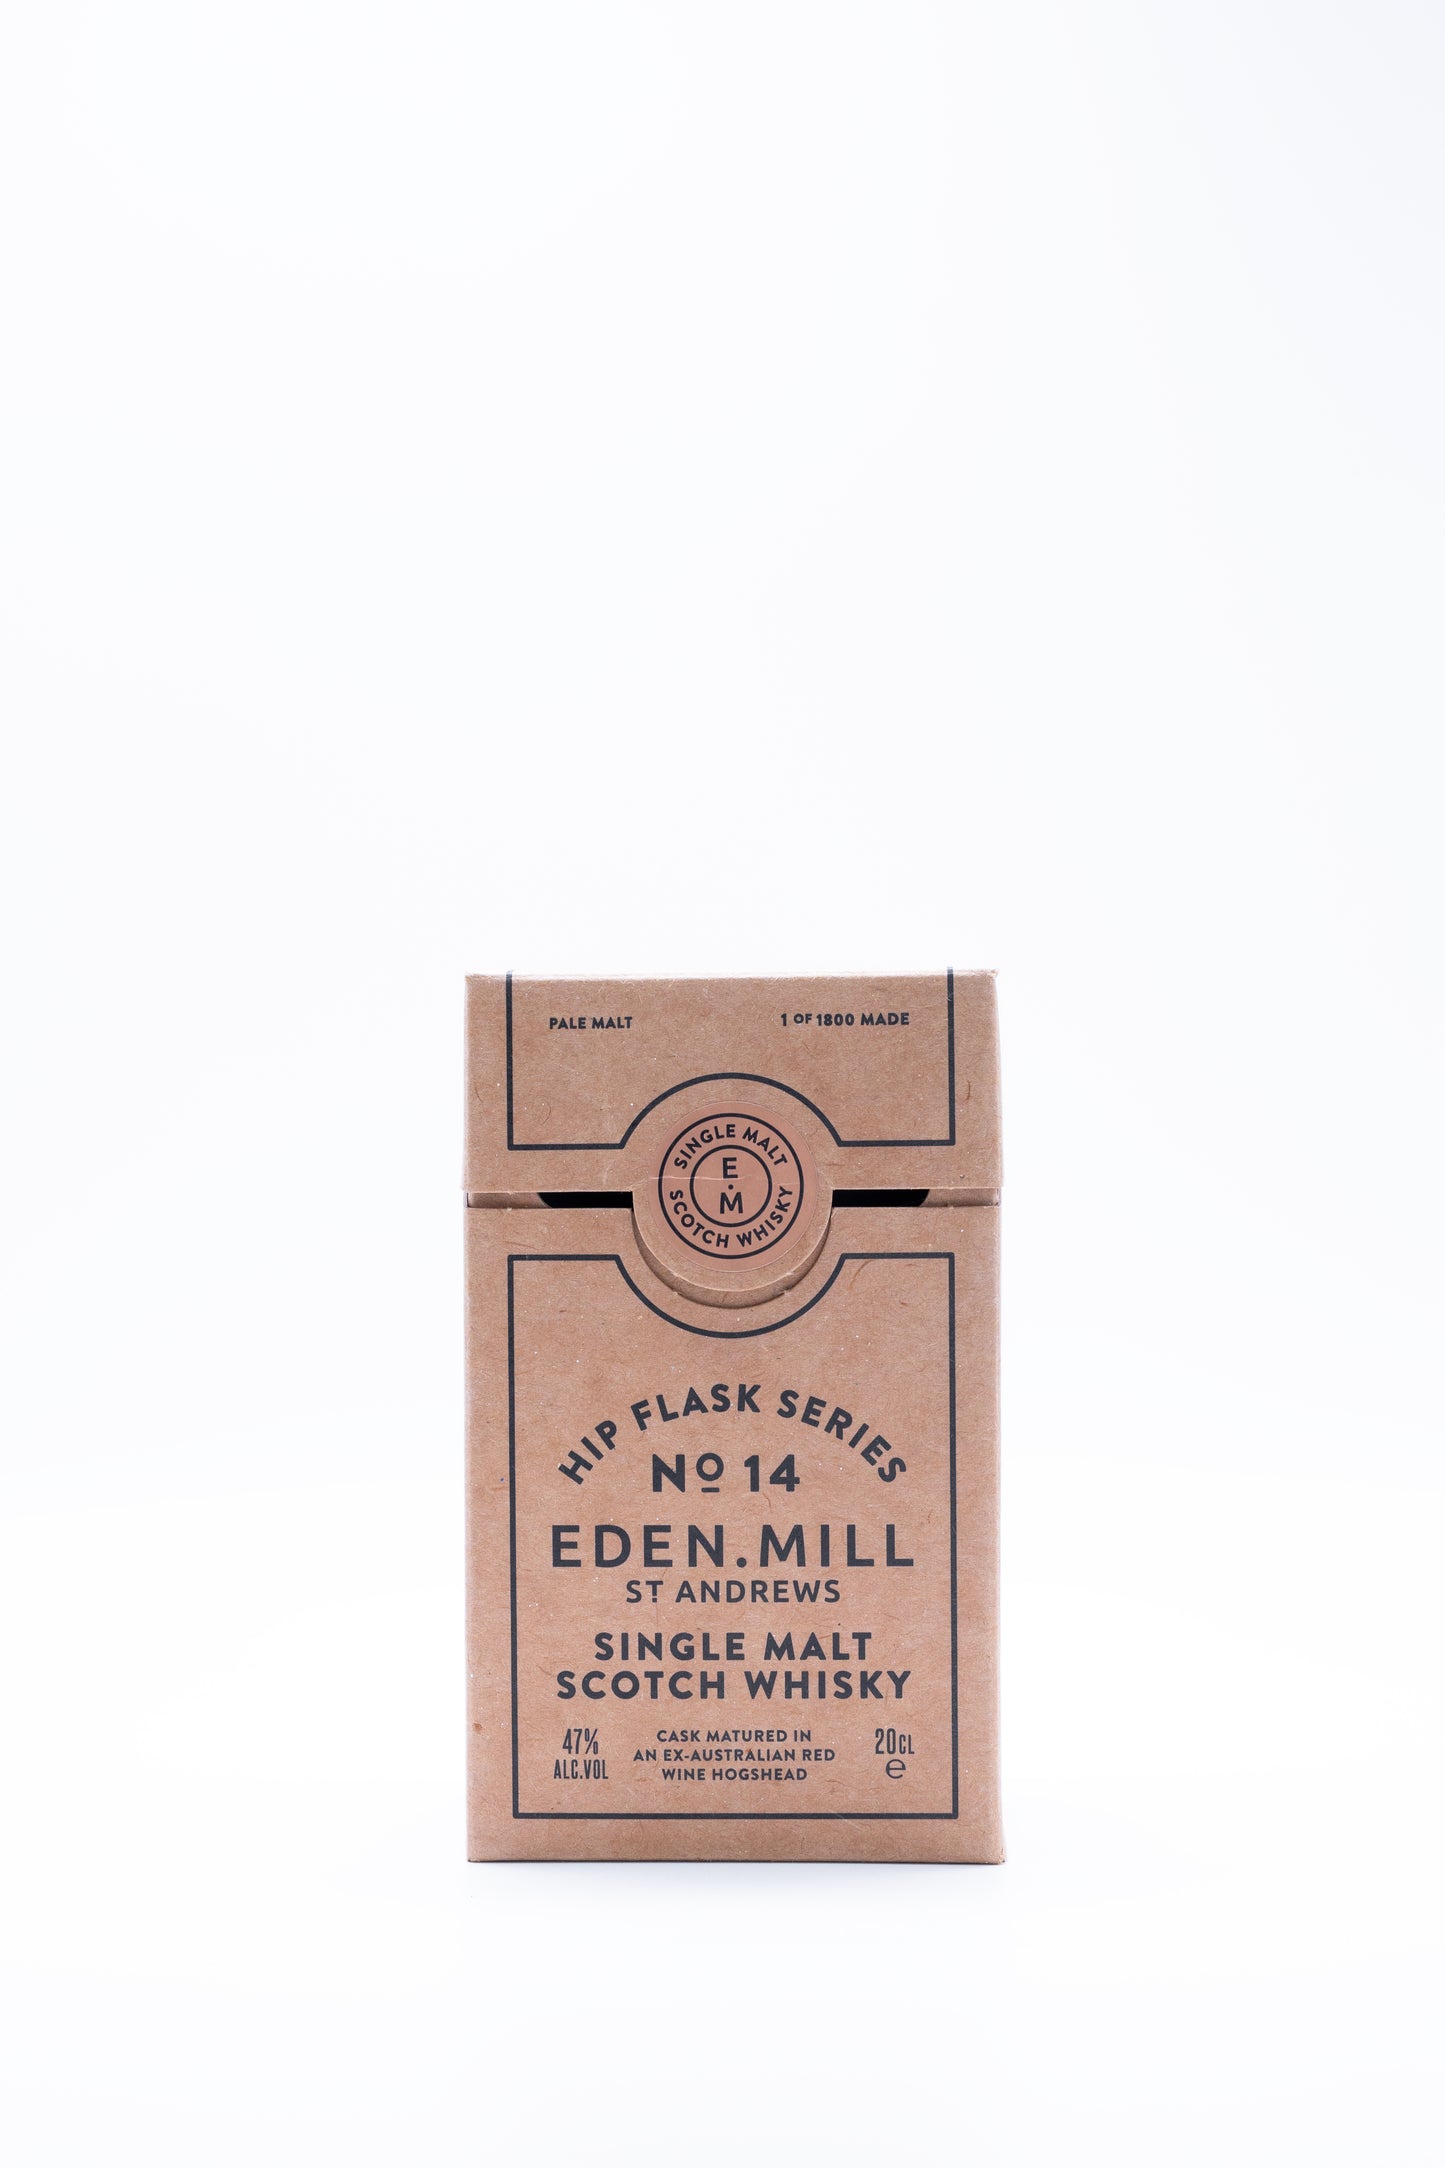 PALE MALT
1 OF 1800 MADE
SINGLE MALT
E.M
SCOTCH WHISKY
HIP FLASK SERIES
Nº 14
EDEN.MILL
ST ANDREWS
SINGLE MALT
SCOTCH WHISKY
47%
ALC.VOL
CASK MATURED IN
AN EX-AUSTRALIAN RED
WINE HOGSHEAD
20CL
℮